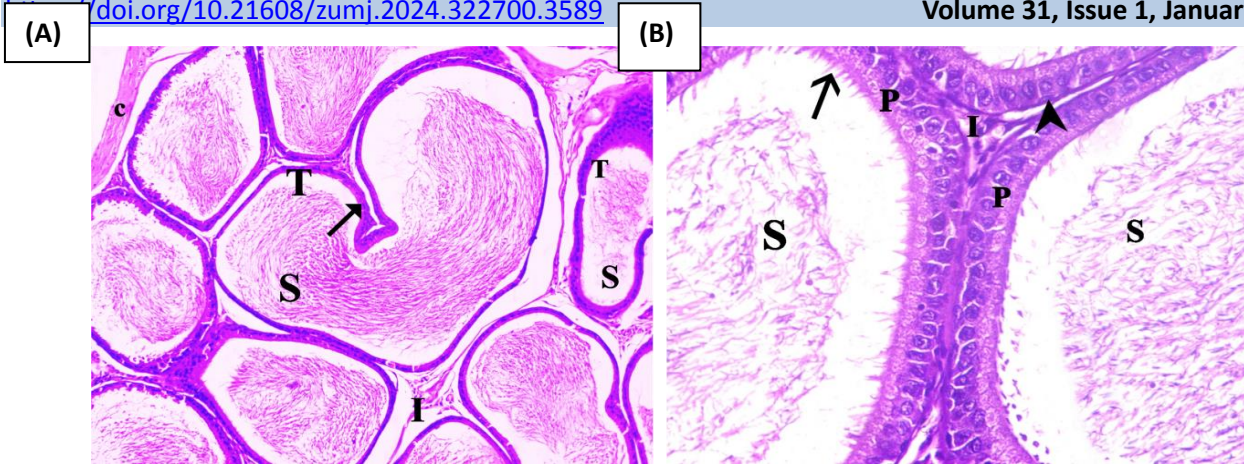 /doi.org/10.21608/zumj.2024.322700.3589
Volume 31, Issue 1, Januar
(A)
(B)
c
T
T
S
S
I
P
I
P
S
S